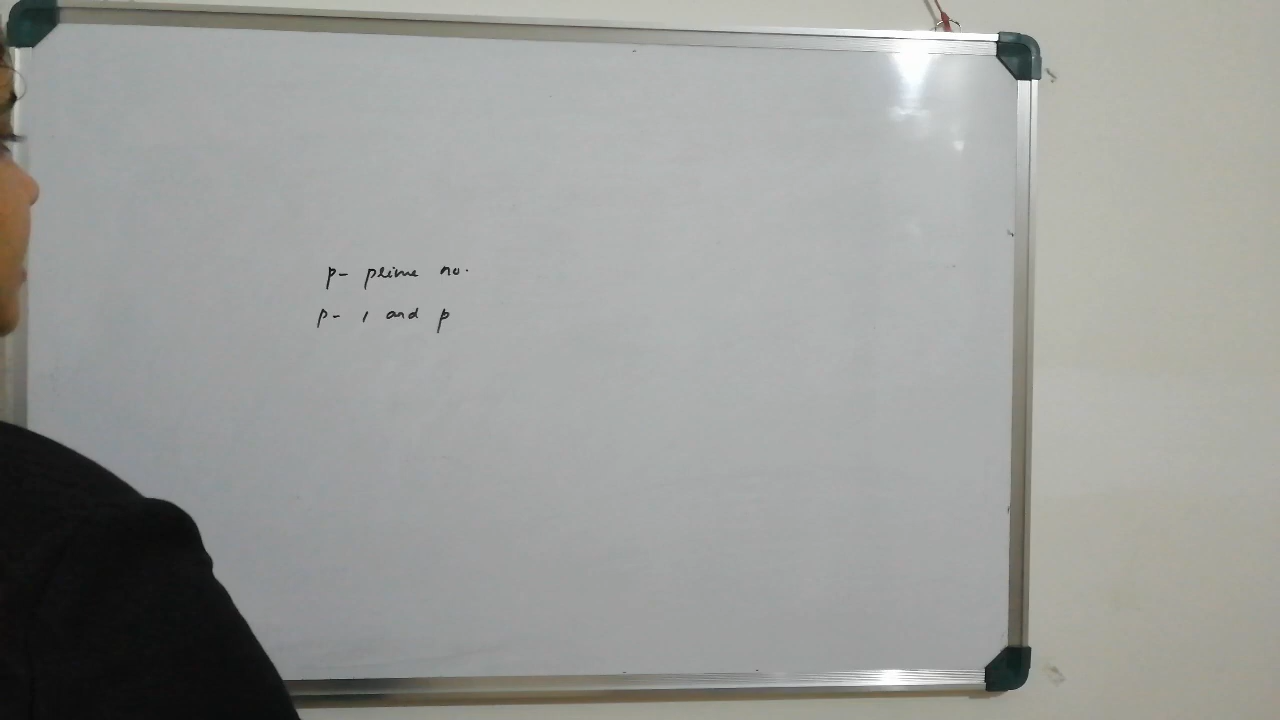 p- prime no.
p- 1 and p